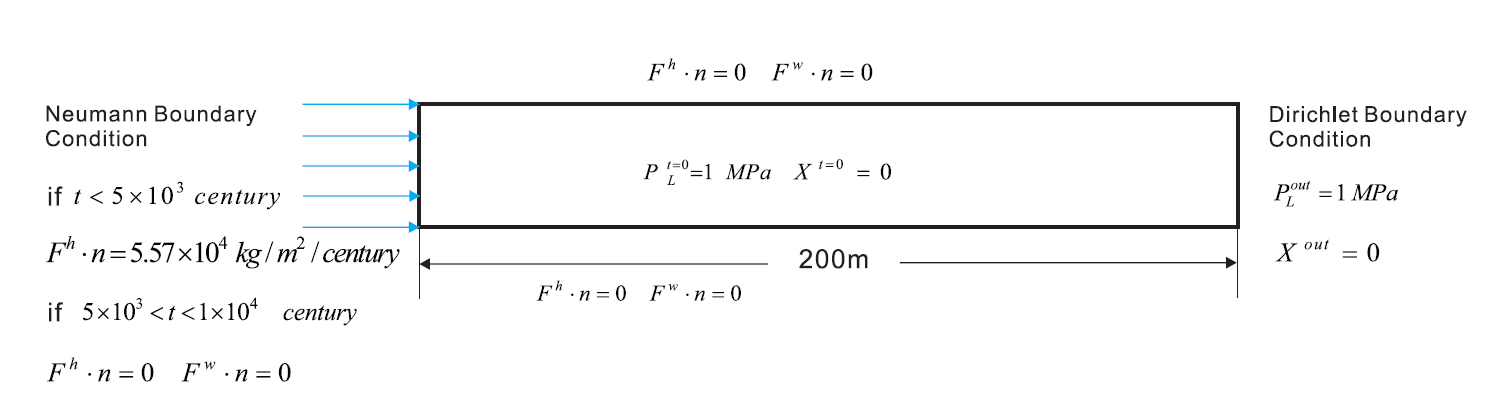 F^h · n = 0 F^w · n = 0
Neumann Boundary
Condition
if t < 5×10^3 century
F^h · n = 5.57×10^4 kg/m^2/century
if 5×10^3 < t < 1×10^4 century
F^h · n = 0 F^w · n = 0
P_L^{t=0}=1 MPa X^{t=0} = 0
200m
F^h · n = 0 F^w · n = 0
Dirichlet Boundary
Condition
P_L^{out} = 1 MPa
X^{out} = 0